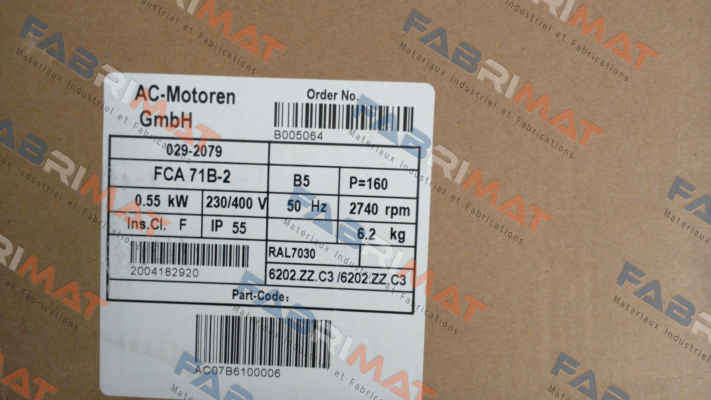 AC-Motoren
GmbH
Order No.
B005064
029-2079
FCA 71B-2
B5
P=160
0.55 kW
230/400 V
50 Hz
2740 rpm
Ins.Cl. F
IP 55
6.2 kg
2004182920
RAL7030
6202.ZZ.C3 /6202.ZZ.C3
Part-Code:
AC07B6100006
FABRIMAT
Materiaux Industriel et Fabrications